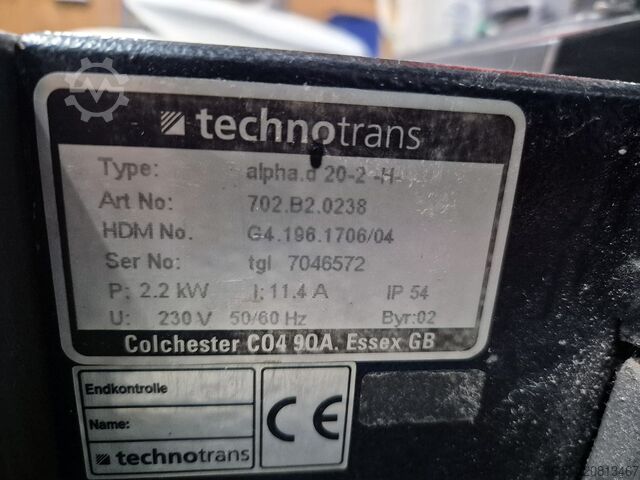 technotrans
Type: alpha.d 20-2 -H-
Art No: 702.B2.0238
HDM No. G4.196.1706/04
Ser No: tgl 7046572
P: 2.2 kW I: 11.4 A IP 54
U: 230 V 50/60 Hz Byr:02
Colchester CO4 9QA. Essex GB
Endkontrolle
Name:
technotrans
CE
20813467